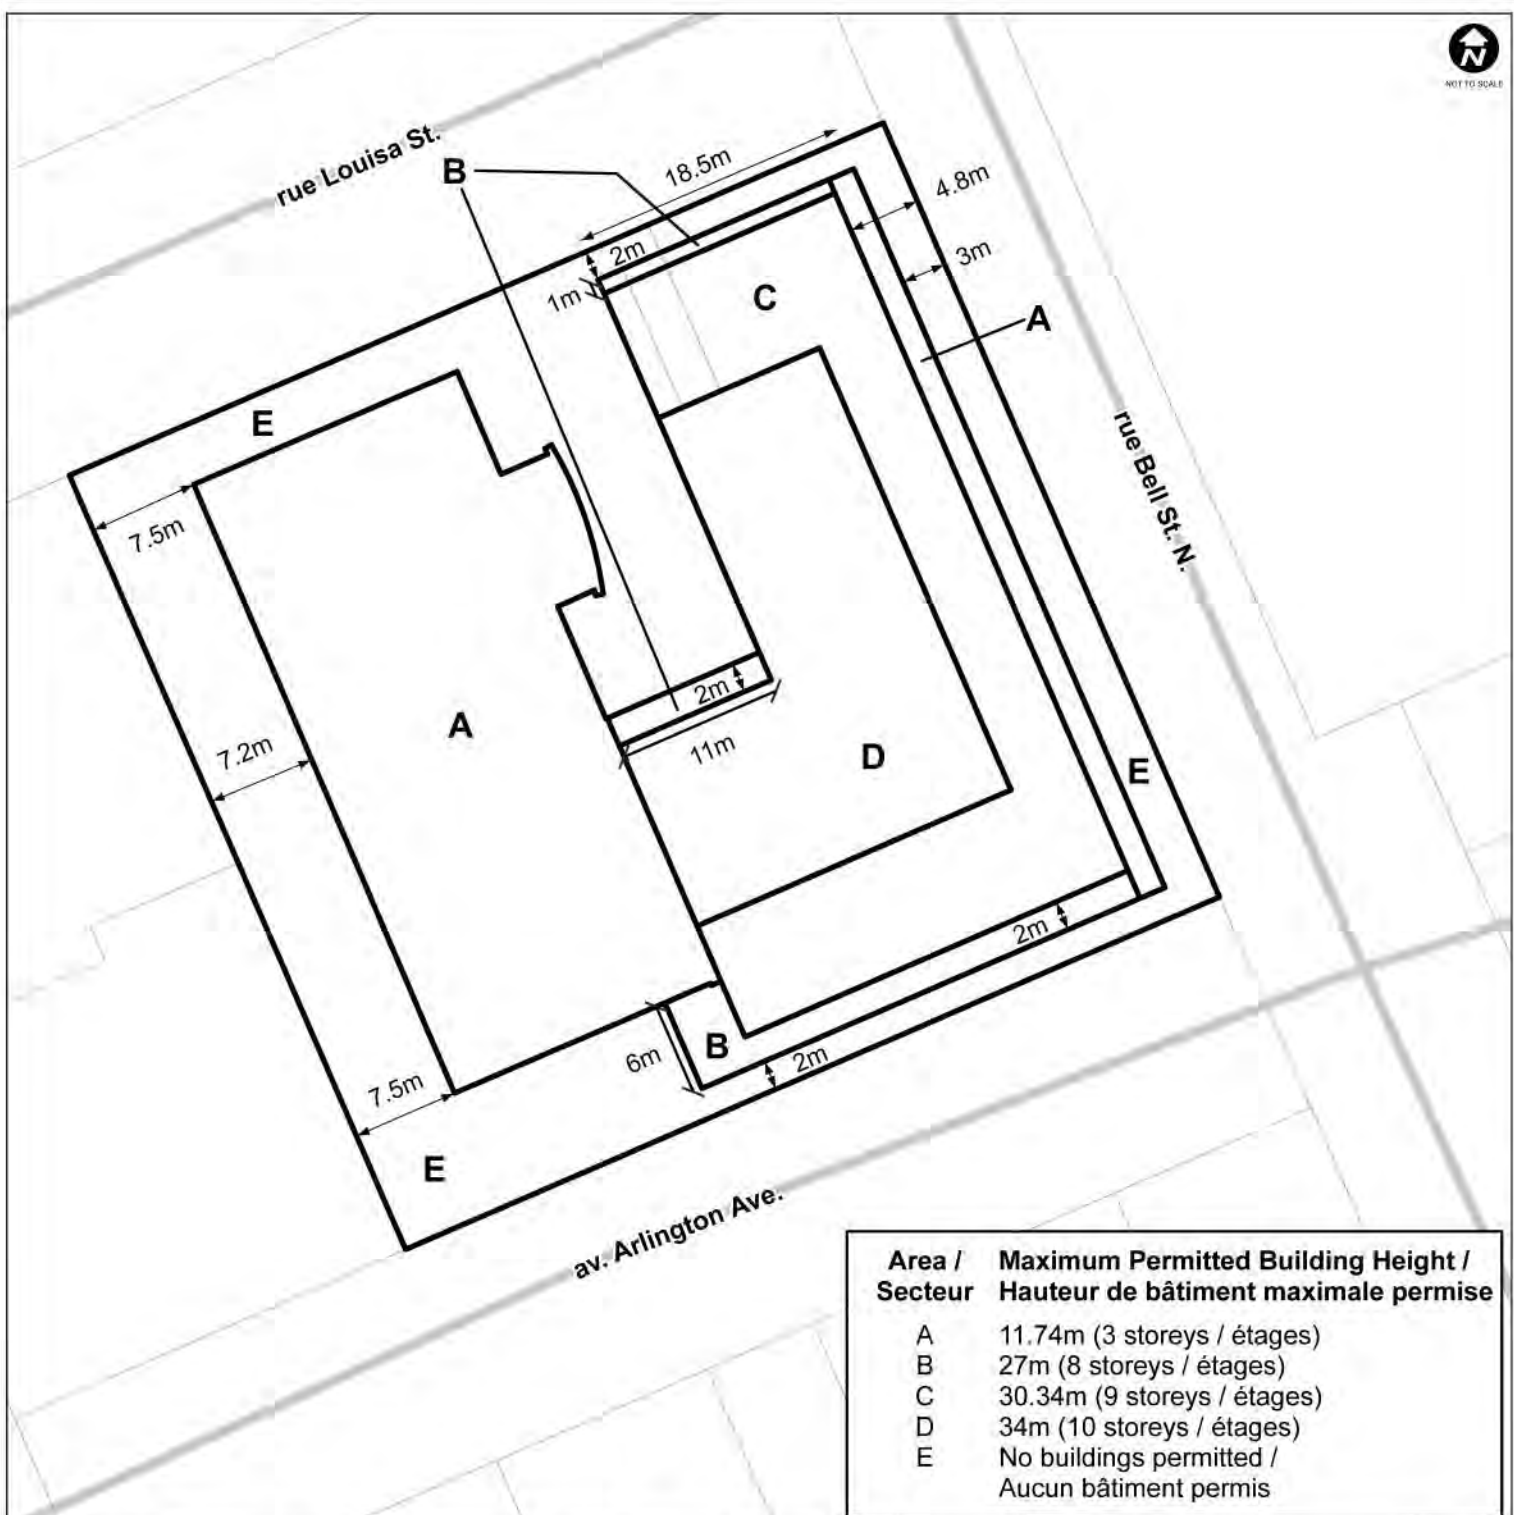 N
NOT TO SCALE
rue Louisa St.
B
18.5m
4.8m
2m
3m
1m
C
A
E
rue Bell St. N.
7.5m
2m
A
7.2m
11m
D
E
2m
B
2m
6m
7.5m
E
av. Arlington Ave.
Area / Maximum Permitted Building Height /
Secteur Hauteur de bâtiment maximale permise
A 11.74m (3 storeys / étages)
B 27m (8 storeys / étages)
C 30.34m (9 storeys / étages)
D 34m (10 storeys / étages)
E No buildings permitted /
Aucun bâtiment permis